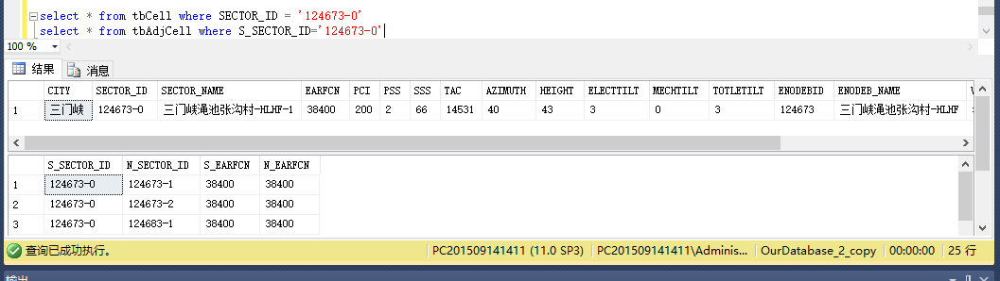 select * from tbCell where SECTOR_ID = '124673-0'
select * from tbAdjCell where S_SECTOR_ID='124673-0'
100 %
结果 消息
CITY SECTOR_ID SECTOR_NAME EARFCN PCI PSS SSS TAC AZIMUTH HEIGHT ELECTTILT MECHTILT TOTLETILT ENODEBID ENODEB_NAME
1 三门峡 124673-0 三门峡渑池张沟村-HLHF-1 38400 200 2 66 14531 40 43 3 0 3 124673 三门峡渑池张沟村-HLHF
S_SECTOR_ID N_SECTOR_ID S_EARFCN N_EARFCN
1 124673-0 124673-1 38400 38400
2 124673-0 124673-2 38400 38400
3 124673-0 124683-1 38400 38400
查询已成功执行。 PC201509141411 (11.0 SP3) PC201509141411\Adminis... OurDatabase_2_copy 00:00:00 25 行
输出